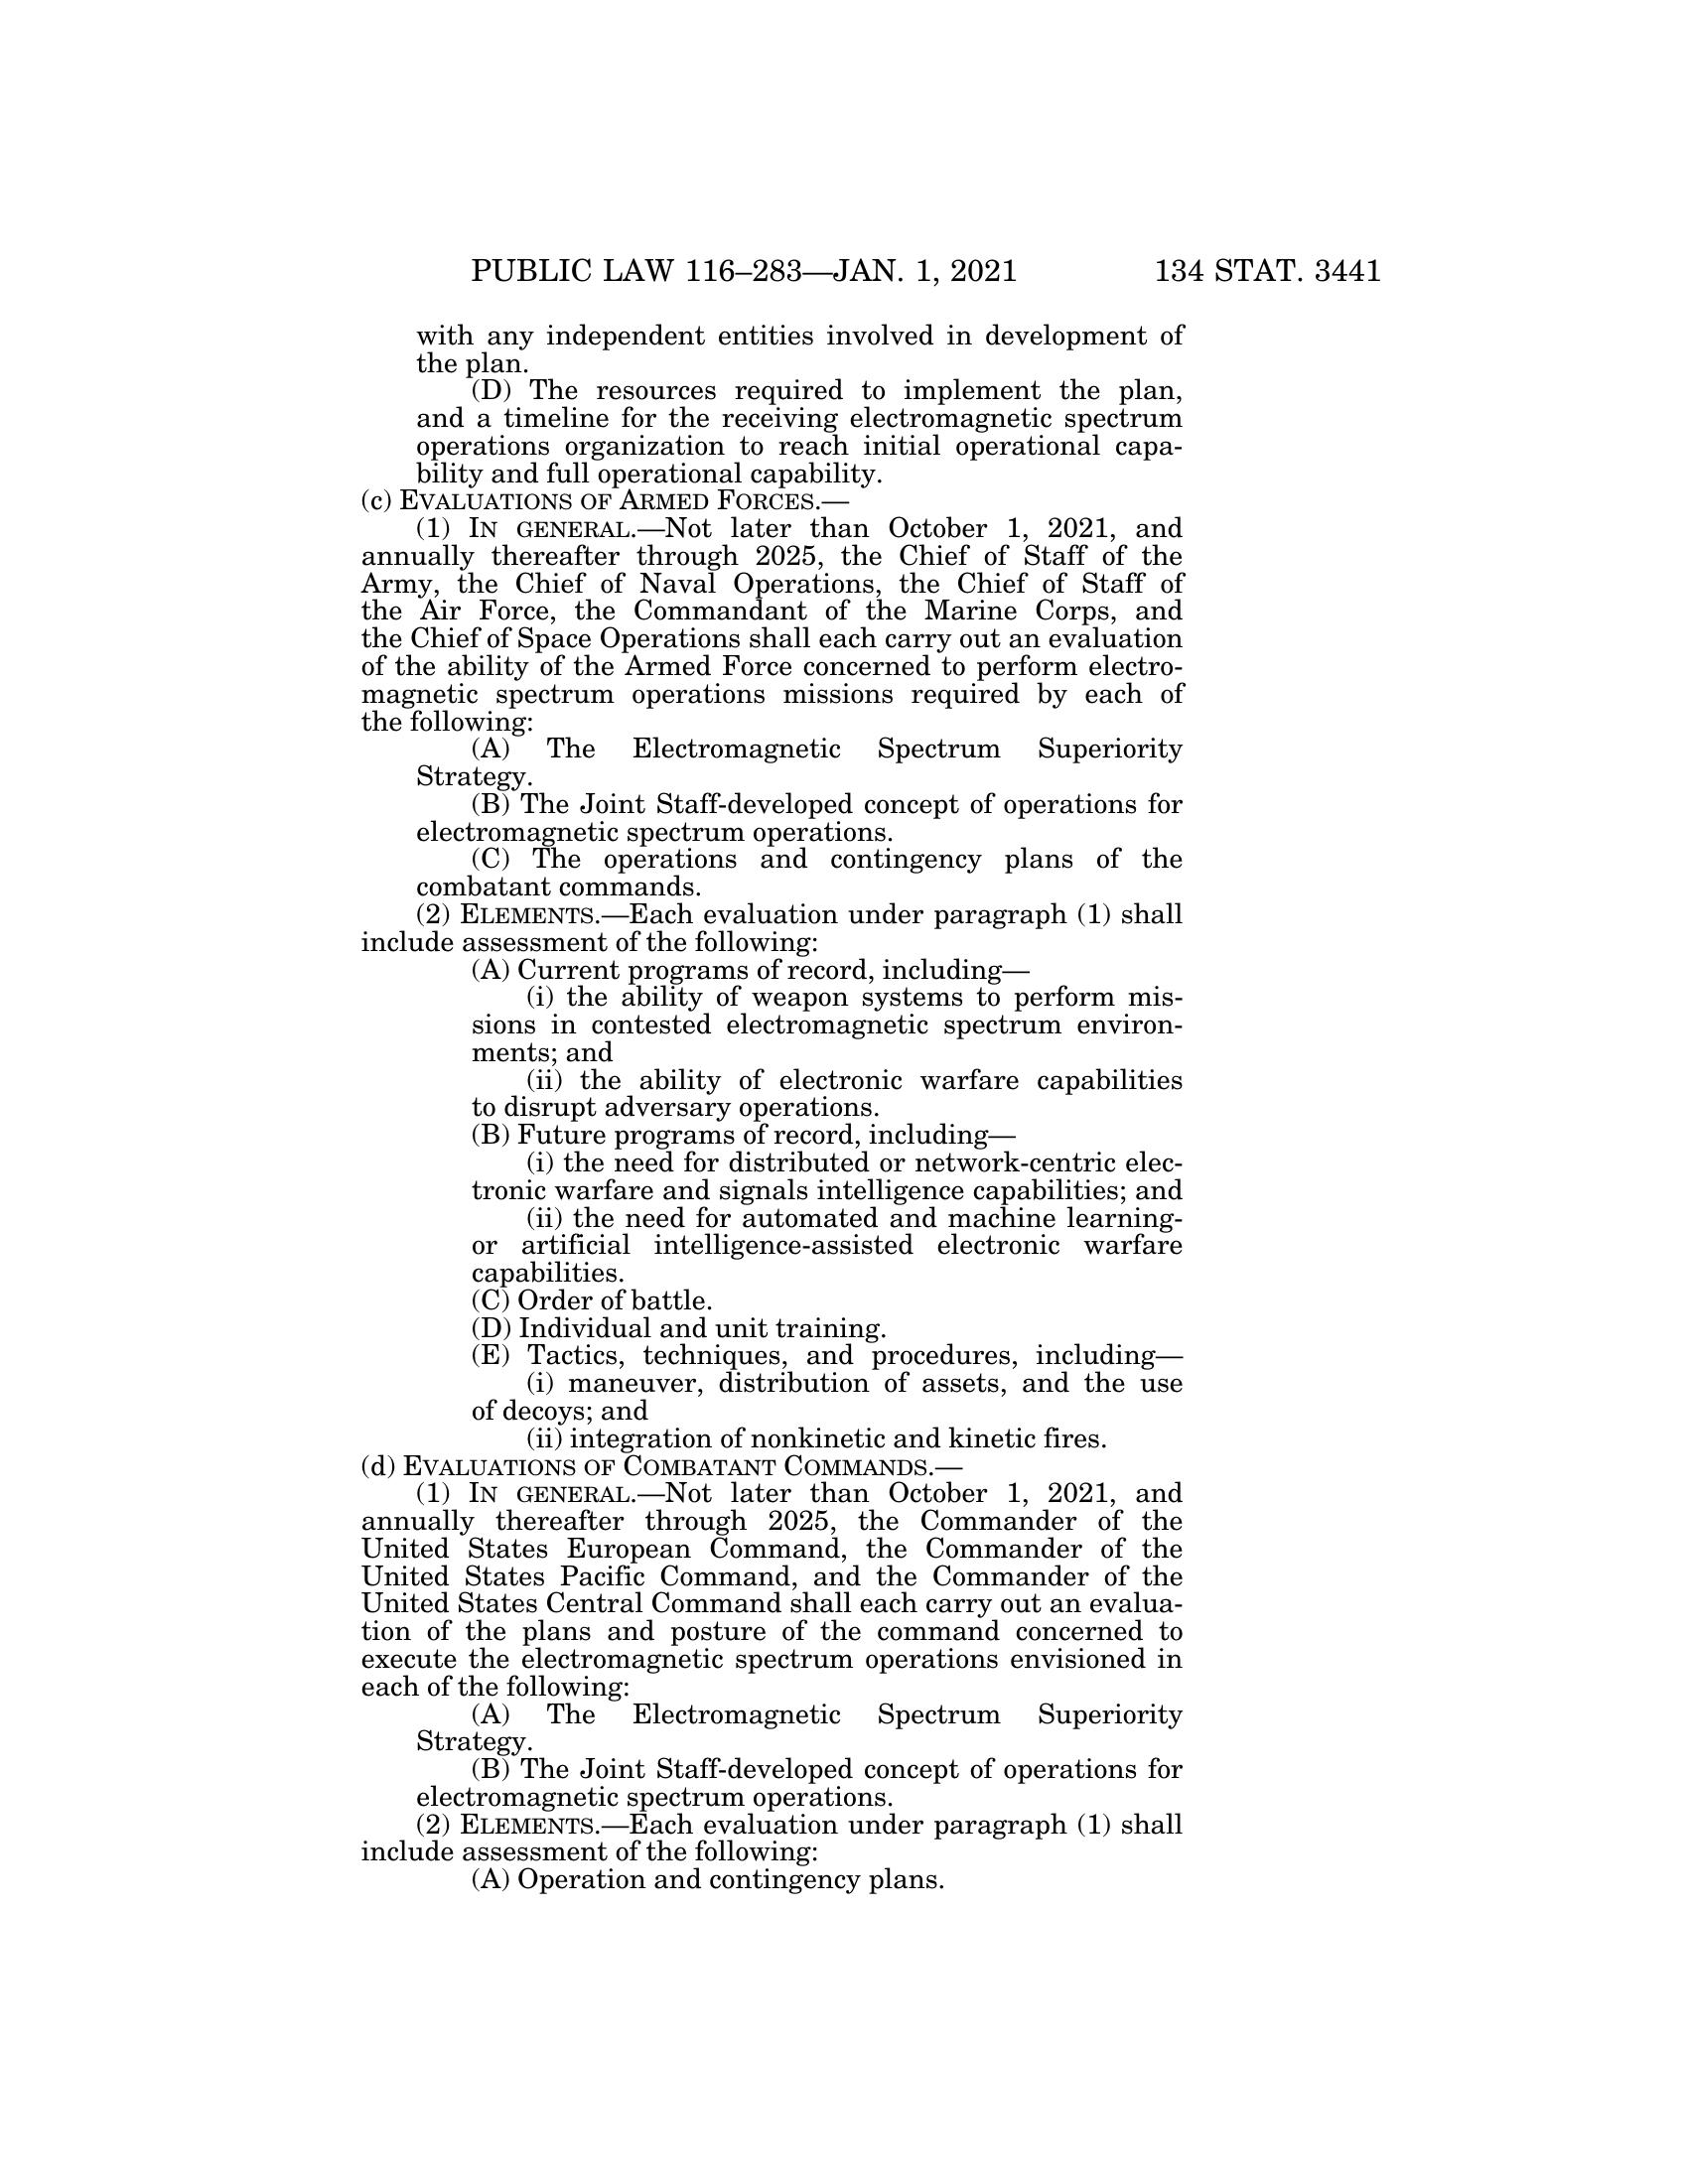 PUBLIC LAW 116–283—JAN. 1, 2021 134 STAT. 3441
with any independent entities involved in development of
the plan.
(D) The resources required to implement the plan,
and a timeline for the receiving electromagnetic spectrum
operations organization to reach initial operational capa-
bility and full operational capability.
(c) EVALUATIONS OF ARMED FORCES.—
(1) IN GENERAL.—Not later than October 1, 2021, and
annually thereafter through 2025, the Chief of Staff of the
Army, the Chief of Naval Operations, the Chief of Staff of
the Air Force, the Commandant of the Marine Corps, and
the Chief of Space Operations shall each carry out an evaluation
of the ability of the Armed Force concerned to perform electro-
magnetic spectrum operations missions required by each of
the following:
(A) The Electromagnetic Spectrum Superiority
Strategy.
(B) The Joint Staff-developed concept of operations for
electromagnetic spectrum operations.
(C) The operations and contingency plans of the
combatant commands.
(2) ELEMENTS.—Each evaluation under paragraph (1) shall
include assessment of the following:
(A) Current programs of record, including—
(i) the ability of weapon systems to perform mis-
sions in contested electromagnetic spectrum environ-
ments; and
(ii) the ability of electronic warfare capabilities
to disrupt adversary operations.
(B) Future programs of record, including—
(i) the need for distributed or network-centric elec-
tronic warfare and signals intelligence capabilities; and
(ii) the need for automated and machine learning-
or artificial intelligence-assisted electronic warfare
capabilities.
(C) Order of battle.
(D) Individual and unit training.
(E) Tactics, techniques, and procedures, including—
(i) maneuver, distribution of assets, and the use
of decoys; and
(ii) integration of nonkinetic and kinetic fires.
(d) EVALUATIONS OF COMBATANT COMMANDS.—
(1) IN GENERAL.—Not later than October 1, 2021, and
annually thereafter through 2025, the Commander of the
United States European Command, the Commander of the
United States Pacific Command, and the Commander of the
United States Central Command shall each carry out an evalua-
tion of the plans and posture of the command concerned to
execute the electromagnetic spectrum operations envisioned in
each of the following:
(A) The Electromagnetic Spectrum Superiority
Strategy.
(B) The Joint Staff-developed concept of operations for
electromagnetic spectrum operations.
(2) ELEMENTS.—Each evaluation under paragraph (1) shall
include assessment of the following:
(A) Operation and contingency plans.